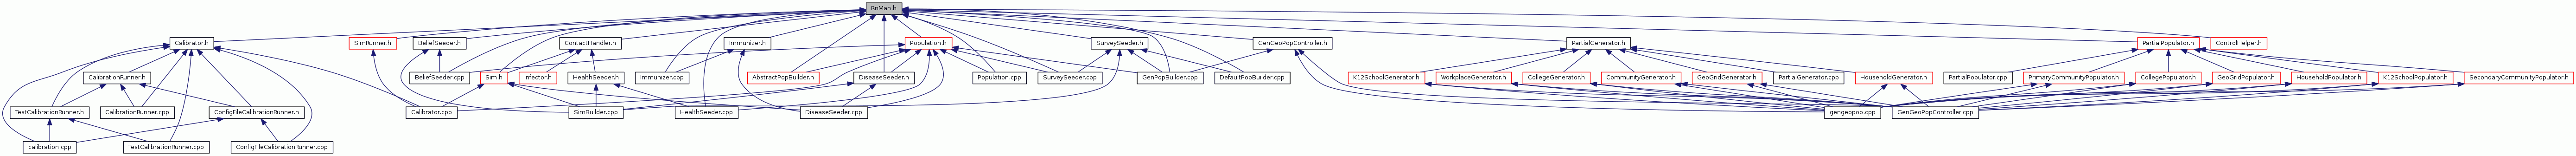 RnMan.h
Calibrator.h
SimRunner.h
BeliefSeeder.h
ContactHandler.h
Immunizer.h
Population.h
SurveySeeder.h
GenGeoPopController.h
PartialGenerator.h
PartialPopulator.h
ControlHelper.h
CalibrationRunner.h
BeliefSeeder.cpp
Sim.h
Infector.h
HealthSeeder.h
Immunizer.cpp
AbstractPopBuilder.h
DiseaseSeeder.h
Population.cpp
SurveySeeder.cpp
GenPopBuilder.cpp
DefaultPopBuilder.cpp
K12SchoolGenerator.h
WorkplaceGenerator.h
CollegeGenerator.h
CommunityGenerator.h
GeoGridGenerator.h
PartialGenerator.cpp
HouseholdGenerator.h
PartialPopulator.cpp
PrimaryCommunityPopulator.h
CollegePopulator.h
GeoGridPopulator.h
HouseholdPopulator.h
K12SchoolPopulator.h
SecondaryCommunityPopulator.h
TestCalibrationRunner.h
CalibrationRunner.cpp
ConfigFileCalibrationRunner.h
Calibrator.cpp
SimBuilder.cpp
HealthSeeder.cpp
DiseaseSeeder.cpp
gengeopop.cpp
GenGeoPopController.cpp
calibration.cpp
TestCalibrationRunner.cpp
ConfigFileCalibrationRunner.cpp